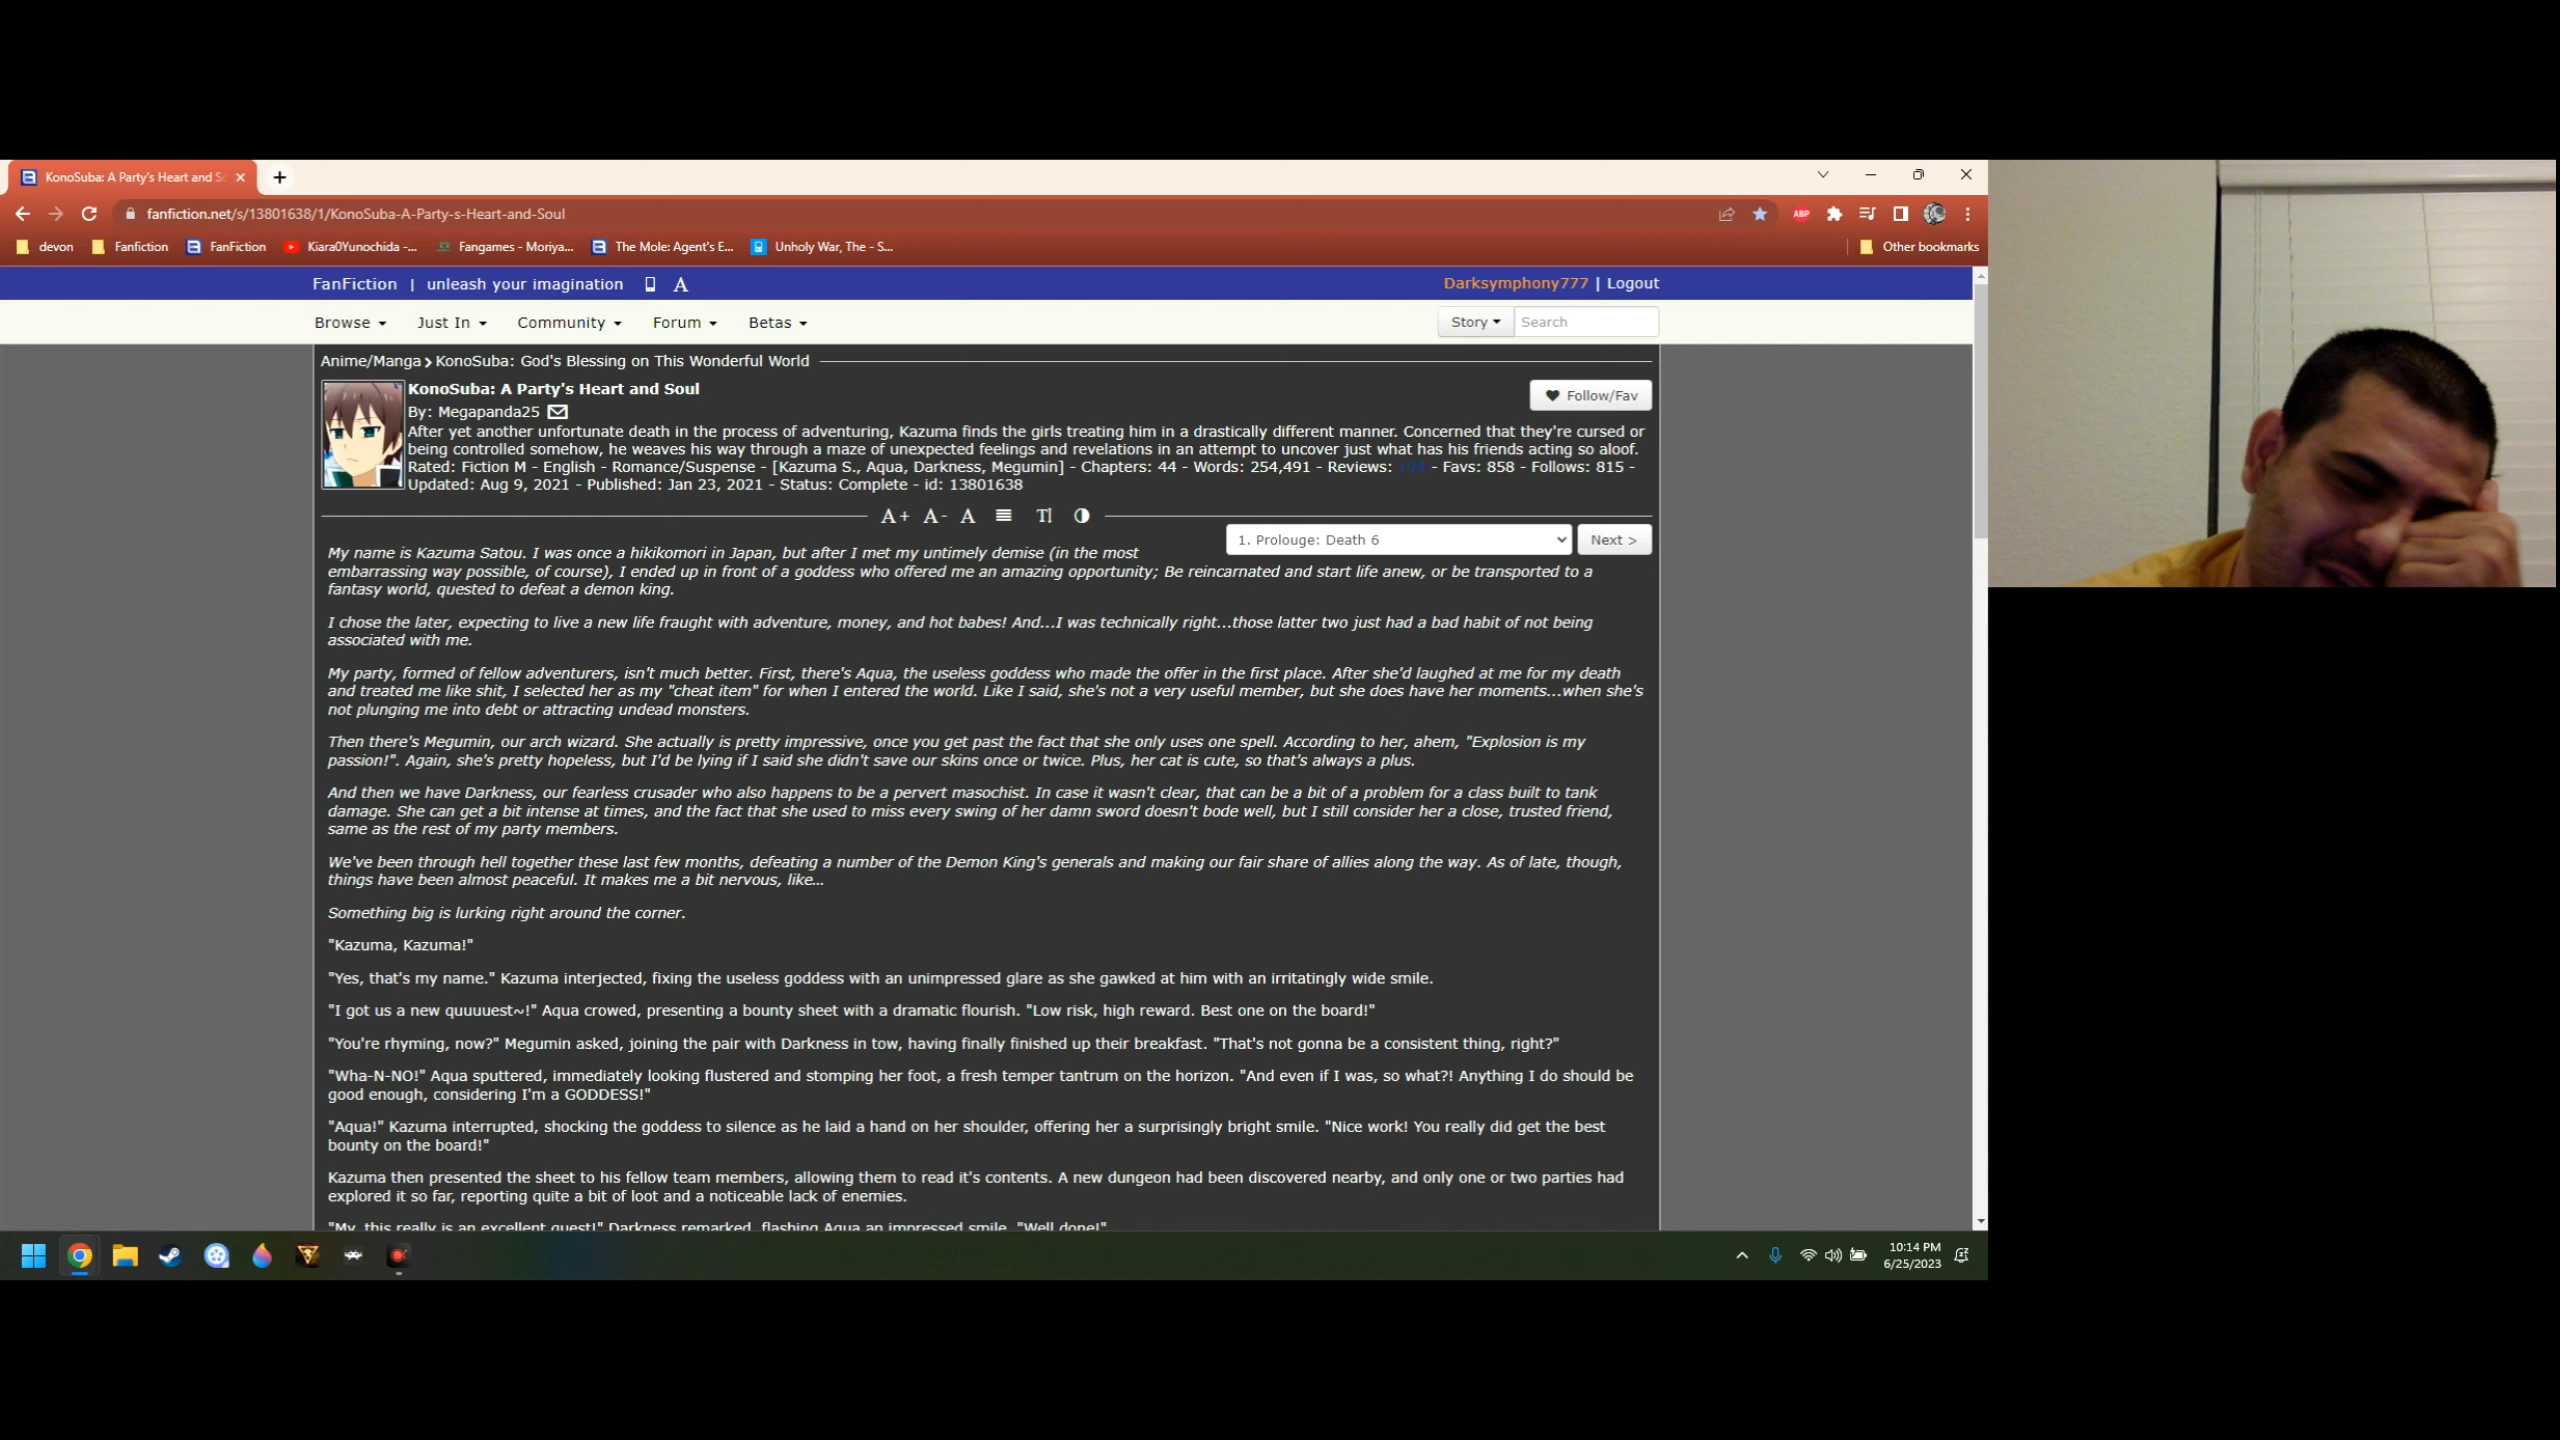 KonoSuba: A Party's Heart and S
fanfiction.net/s/13801638/1/KonoSuba-A-Party-s-Heart-and-Soul
ABP
devon Fanfiction FanFiction Kiara0Yunochida -... Fangames - Moriya... The Mole: Agent's E... Unholy War, The - S... Other bookmarks
FanFiction | unleash your imagination A Darksymphony777 | Logout
Browse Just In Community Forum Betas Story Search
Anime/Manga KonoSuba: God's Blessing on This Wonderful World
KonoSuba: A Party's Heart and Soul Follow/Fav
By: Megapanda25
After yet another unfortunate death in the process of adventuring, Kazuma finds the girls treating him in a drastically different manner. Concerned that they're cursed or
being controlled somehow, he weaves his way through a maze of unexpected feelings and revelations in an attempt to uncover just what has his friends acting so aloof.
Rated: Fiction M - English - Romance/Suspense - [Kazuma S., Aqua, Darkness, Megumin] - Chapters: 44 - Words: 254,491 - Reviews: - Favs: 858 - Follows: 815 -
Updated: Aug 9, 2021 - Published: Jan 23, 2021 - Status: Complete - id: 13801638
A+ A- A
1. Prolouge: Death 6 Next >
My name is Kazuma Satou. I was once a hikikomori in Japan, but after I met my untimely demise (in the most
embarrassing way possible, of course), I ended up in front of a goddess who offered me an amazing opportunity; Be reincarnated and start life anew, or be transported to a
fantasy world, quested to defeat a demon king.
I chose the later, expecting to live a new life fraught with adventure, money, and hot babes! And...I was technically right...those latter two just had a bad habit of not being
associated with me.
My party, formed of fellow adventurers, isn't much better. First, there's Aqua, the useless goddess who made the offer in the first place. After she'd laughed at me for my death
and treated me like shit, I selected her as my "cheat item" for when I entered the world. Like I said, she's not a very useful member, but she does have her moments...when she's
not plunging me into debt or attracting undead monsters.
Then there's Megumin, our arch wizard. She actually is pretty impressive, once you get past the fact that she only uses one spell. According to her, ahem, "Explosion is my
passion!". Again, she's pretty hopeless, but I'd be lying if I said she didn't save our skins once or twice. Plus, her cat is cute, so that's always a plus.
And then we have Darkness, our fearless crusader who also happens to be a pervert masochist. In case it wasn't clear, that can be a bit of a problem for a class built to tank
damage. She can get a bit intense at times, and the fact that she used to miss every swing of her damn sword doesn't bode well, but I still consider her a close, trusted friend,
same as the rest of my party members.
We've been through hell together these last few months, defeating a number of the Demon King's generals and making our fair share of allies along the way. As of late, though,
things have been almost peaceful. It makes me a bit nervous, like...
Something big is lurking right around the corner.
"Kazuma, Kazuma!"
"Yes, that's my name." Kazuma interjected, fixing the useless goddess with an unimpressed glare as she gawked at him with an irritatingly wide smile.
"I got us a new quuuuest~!" Aqua crowed, presenting a bounty sheet with a dramatic flourish. "Low risk, high reward. Best one on the board!"
"You're rhyming, now?" Megumin asked, joining the pair with Darkness in tow, having finally finished up their breakfast. "That's not gonna be a consistent thing, right?"
"Wha-N-NO!" Aqua sputtered, immediately looking flustered and stomping her foot, a fresh temper tantrum on the horizon. "And even if I was, so what?! Anything I do should be
good enough, considering I'm a GODDESS!"
"Aqua!" Kazuma interrupted, shocking the goddess to silence as he laid a hand on her shoulder, offering her a surprisingly bright smile. "Nice work! You really did get the best
bounty on the board!"
Kazuma then presented the sheet to his fellow team members, allowing them to read it's contents. A new dungeon had been discovered nearby, and only one or two parties had
explored it so far, reporting quite a bit of loot and a noticeable lack of enemies.
"My, this really is an excellent quest!" Darkness remarked, flashing Aqua an impressed smile. "Well done!"
10:14 PM
6/25/2023